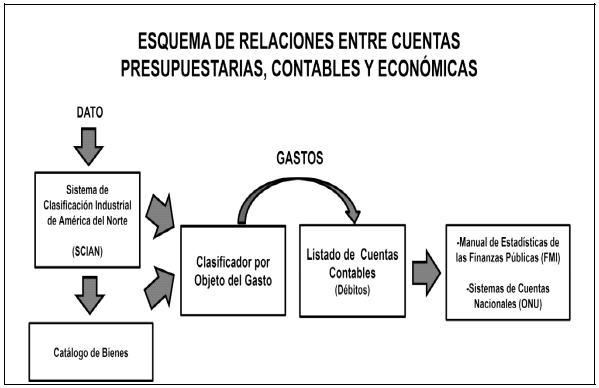 ESQUEMA DE RELACIONES ENTRE CUENTAS
PRESUPUESTARIAS, CONTABLES Y ECONÓMICAS
DATO
GASTOS
Sistema de
Clasificación Industrial
de América del Norte
(SCIAN)
Clasificador por
Objeto del Gasto
Listado de Cuentas
Contables
(Débitos)
-Manual de Estadísticas de
las Finanzas Públicas (FMI)
-Sistemas de Cuentas
Nacionales (ONU)
Catálogo de Bienes